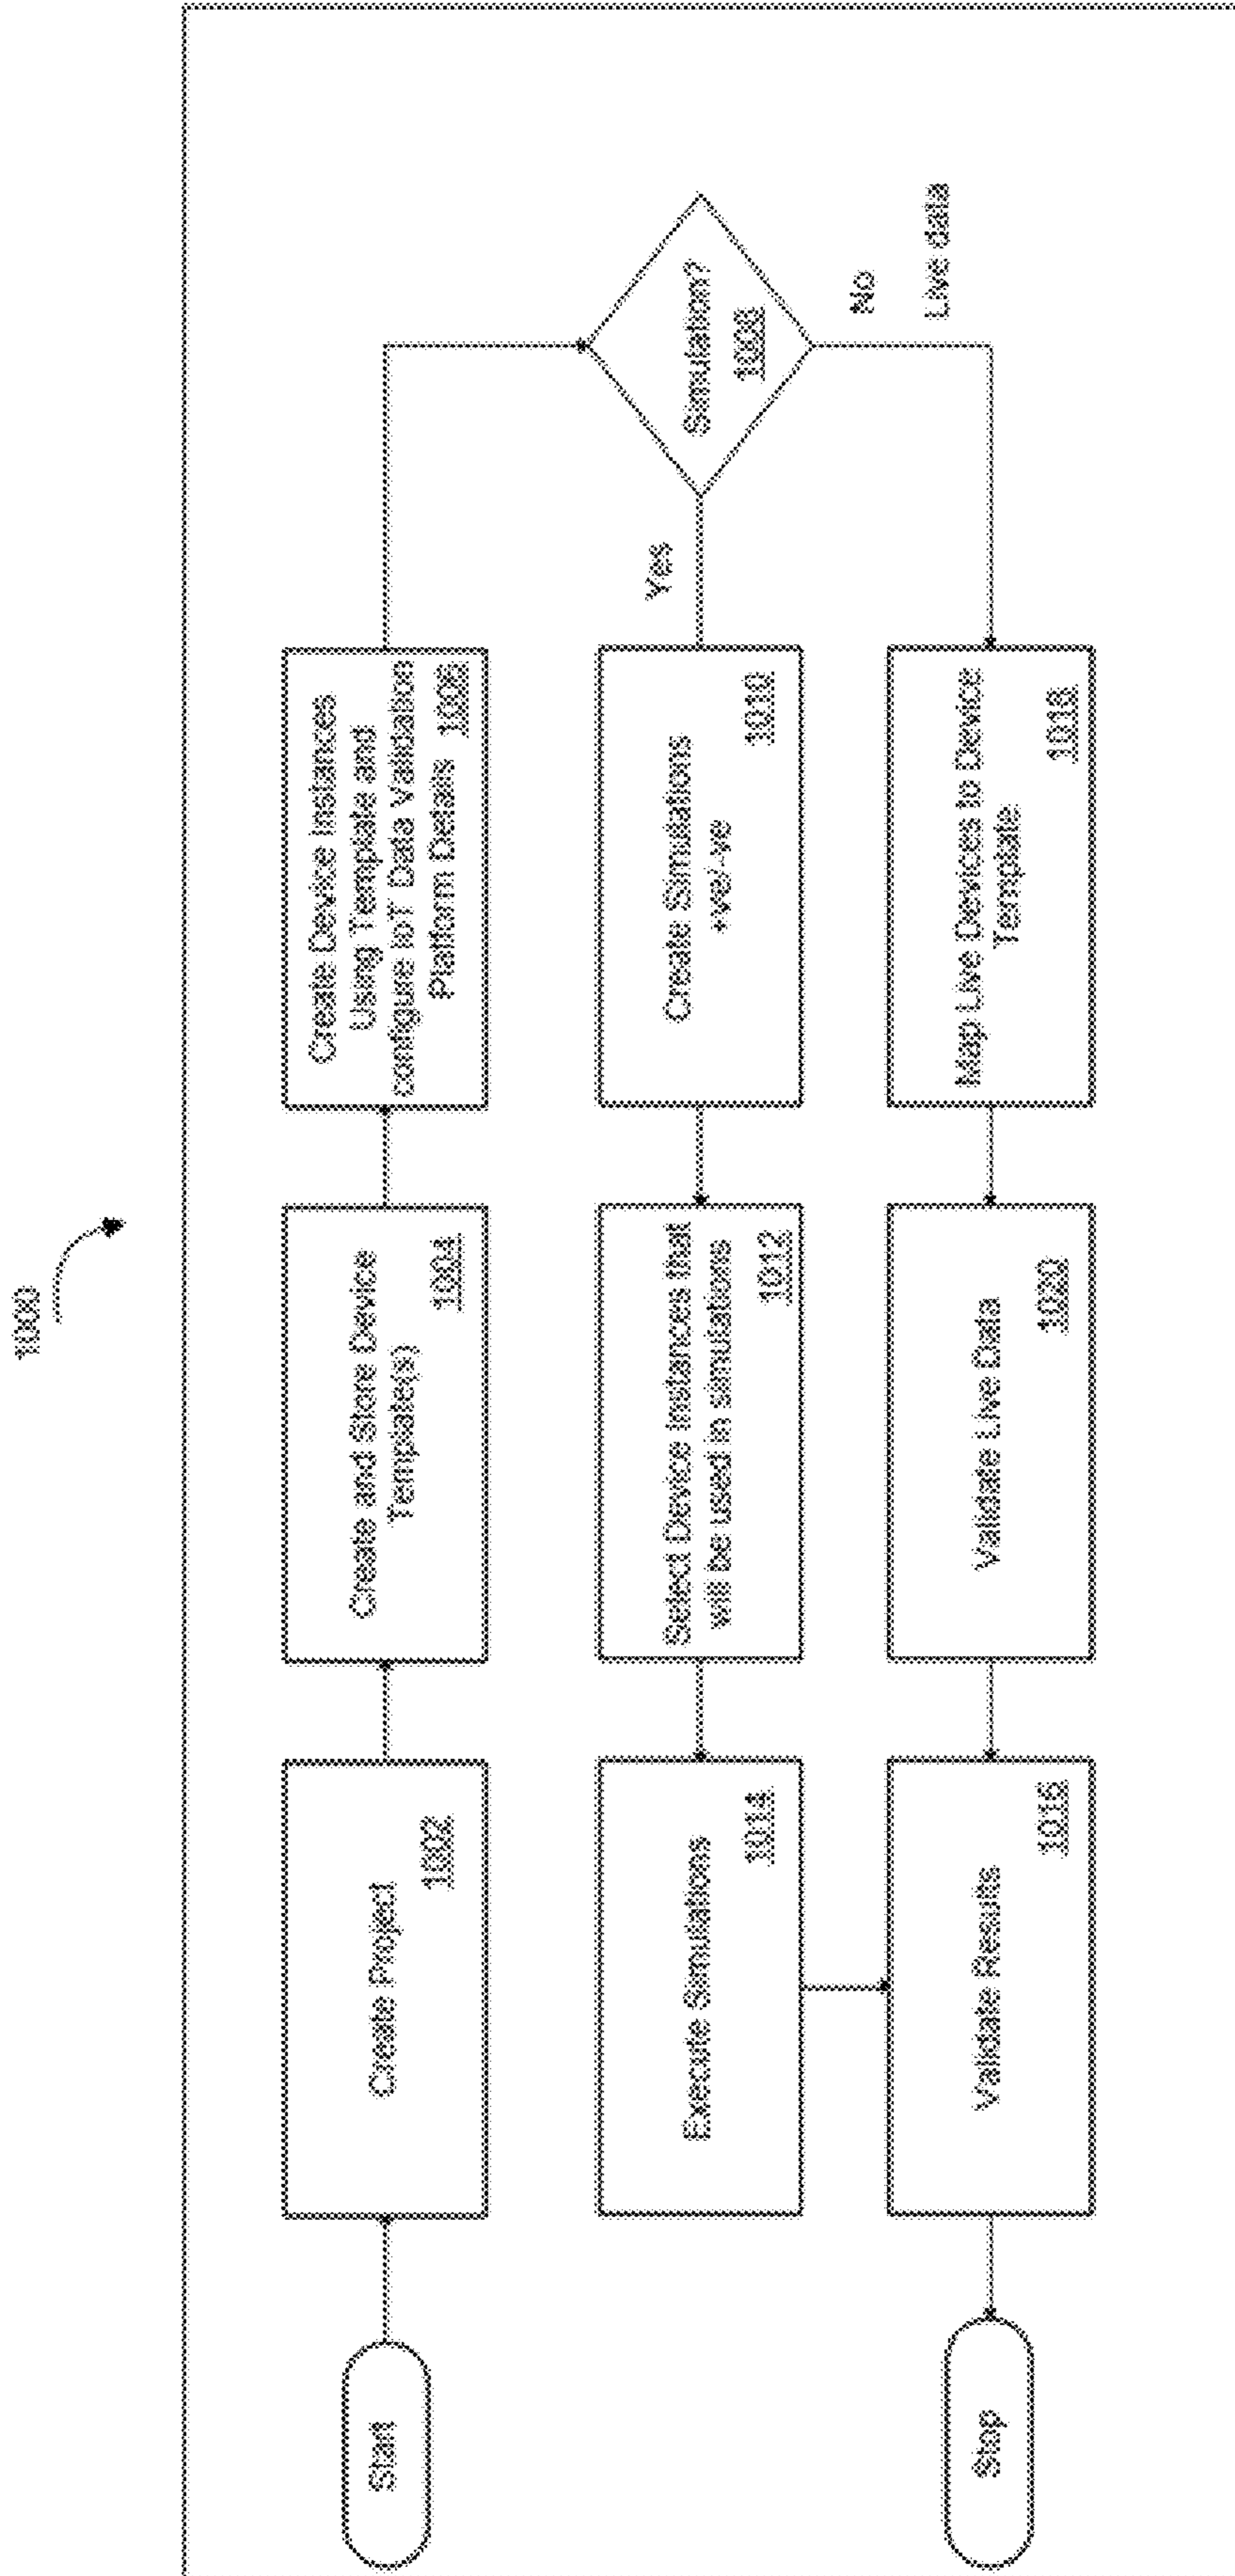 1000
Start
Create Project
1002
Create and Store Device
Template(s)
1004
Create Device Instances
Using Template and
configure IoT Data Validation
Platform Details 1006
Simulation?
1008
Yes
No
Live data
Create Simulations
+ve/-ve
1010
Select Device Instances that
will be used in simulations
1012
Execute Simulations
1014
Map Live Devices to Device
Template
1018
Validate Live Data
1020
Validate Results
1016
Stop